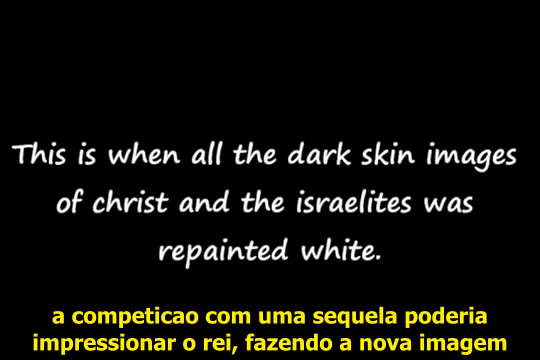 This is when all the dark skin images
of christ and the israelites was
repainted white.
a competicao com uma sequela poderia
impressionar o rei, fazendo a nova imagem